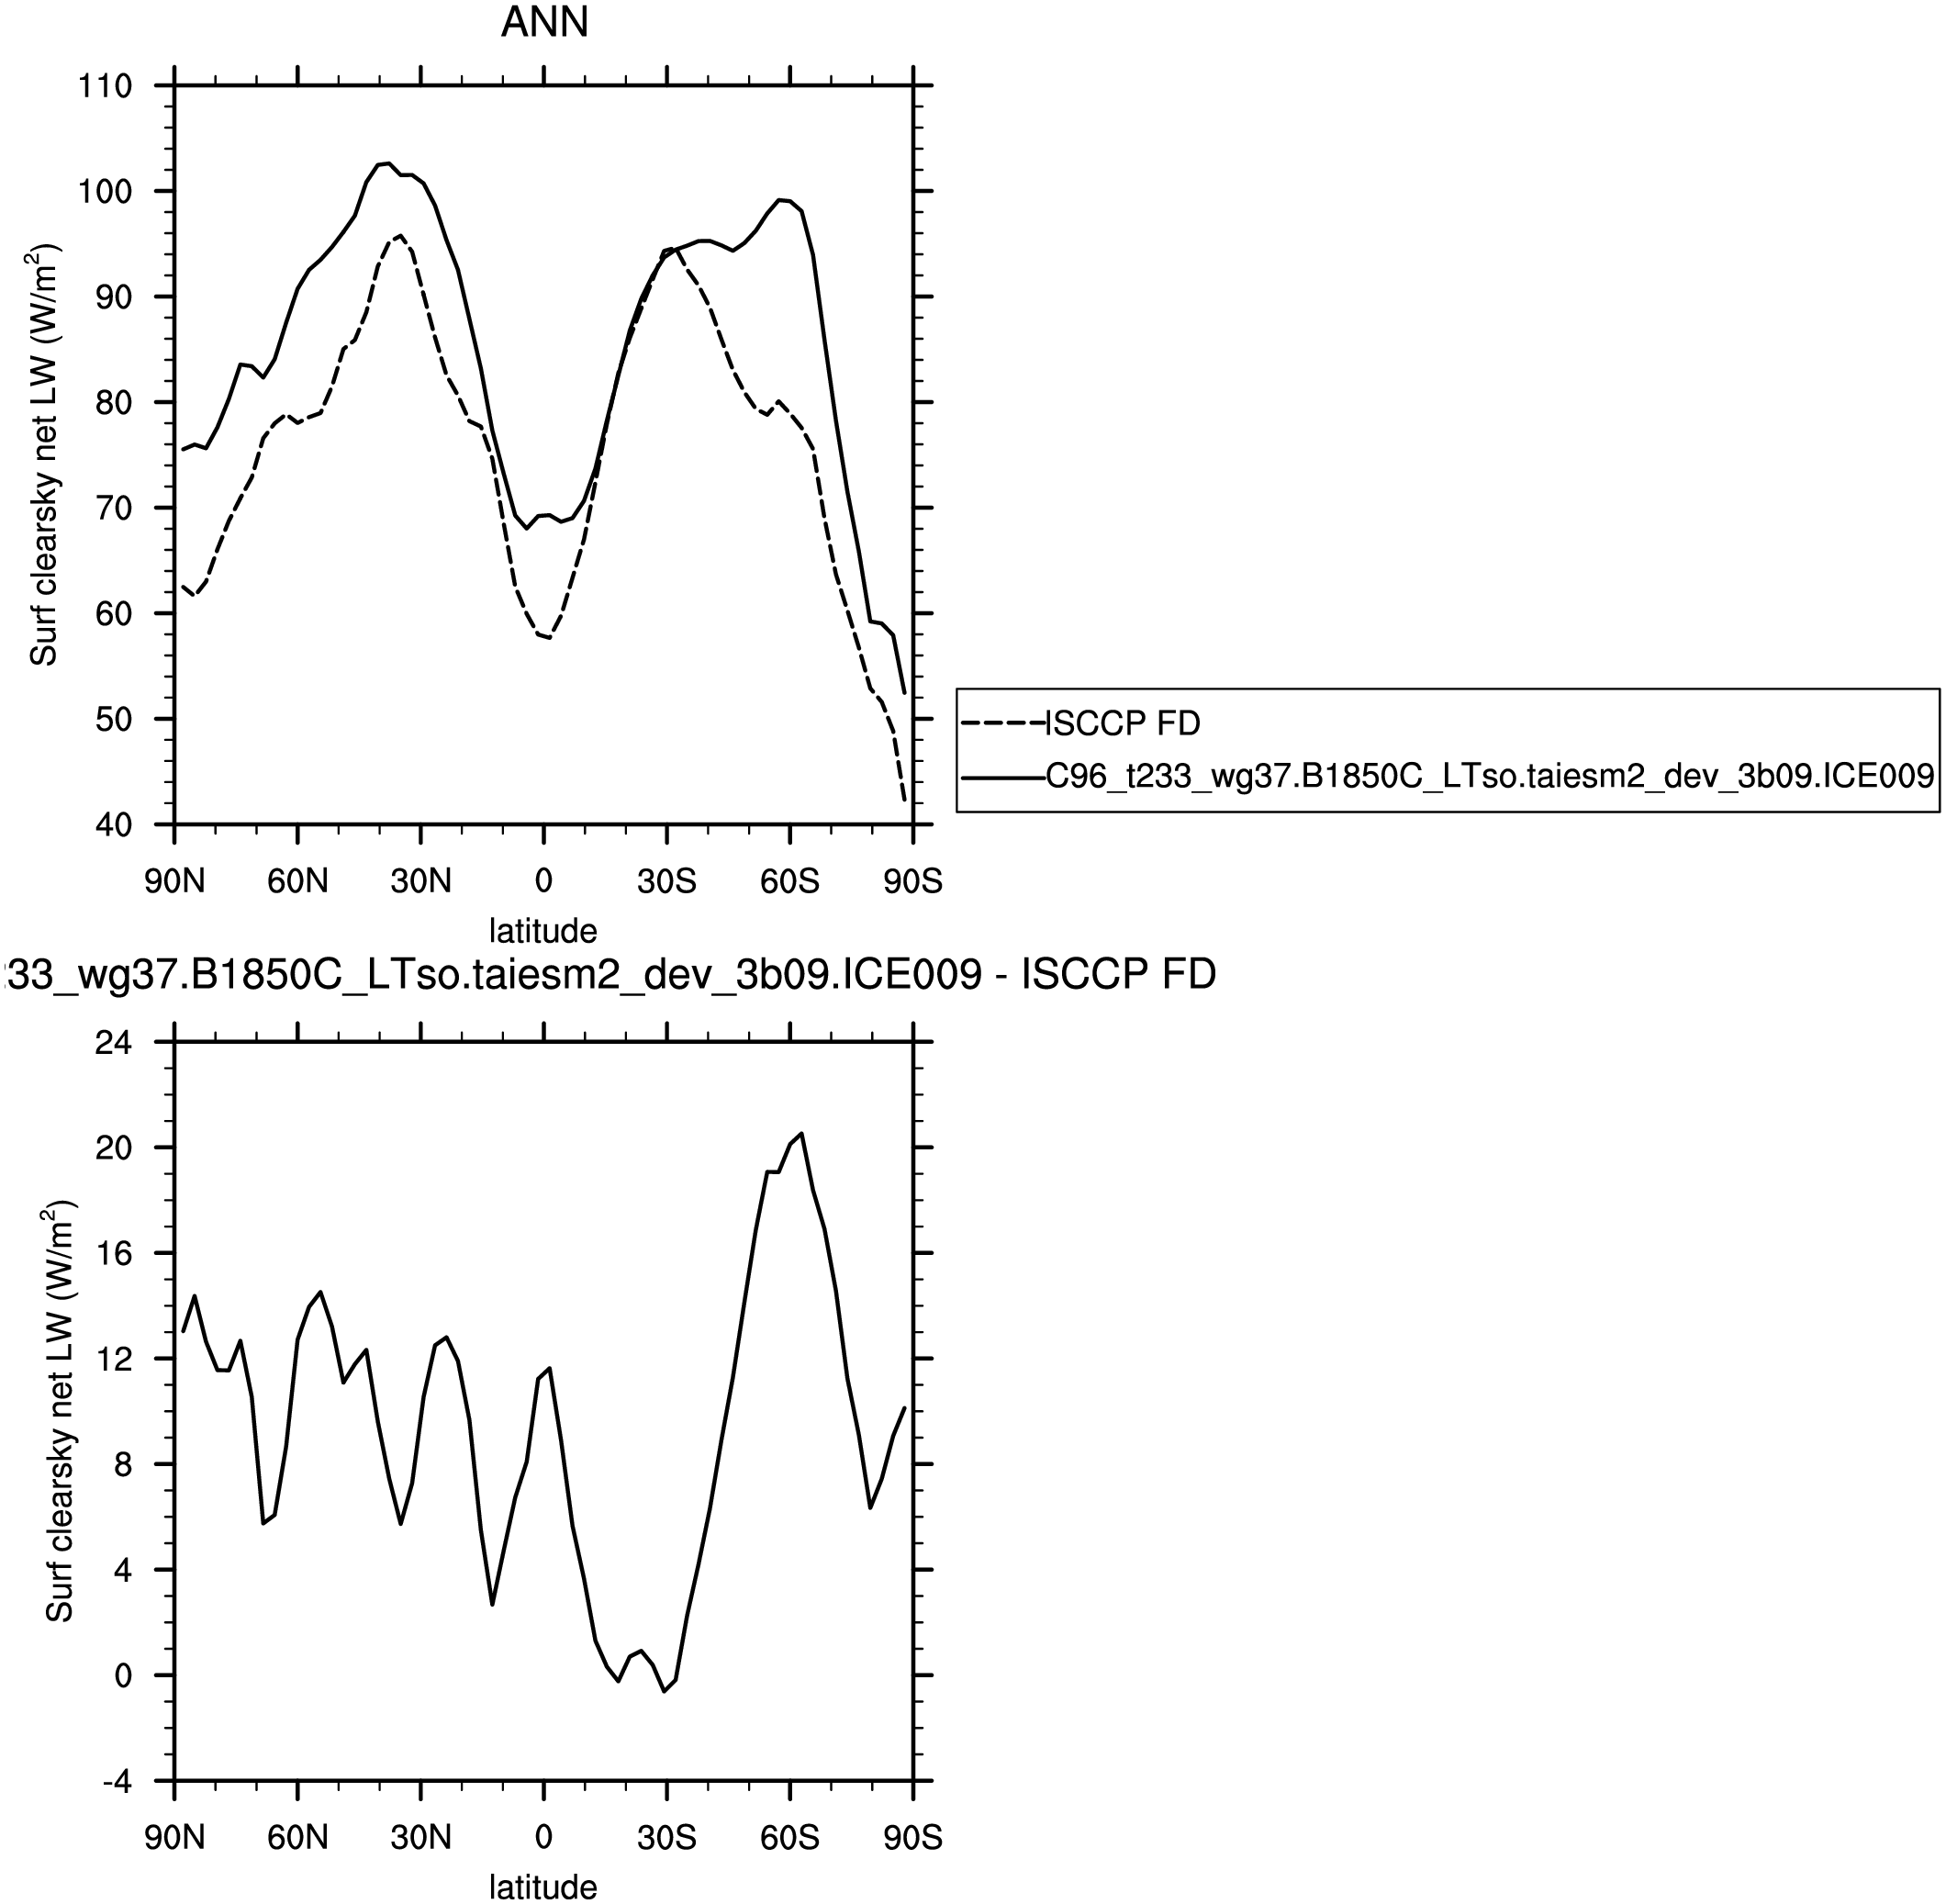 ANN
110
100
90
80
70
60
50
40
Surf clearsky net LW (W/m²)
90N 60N 30N 0 30S 60S 90S
latitude
ISCCP FD
C96_t233_wg37.B1850C_LTso.taiesm2_dev_3b09.ICE009
33_wg37.B1850C_LTso.taiesm2_dev_3b09.ICE009 - ISCCP FD
24
20
16
12
8
4
0
-4
Surf clearsky net LW (W/m²)
90N 60N 30N 0 30S 60S 90S
latitude